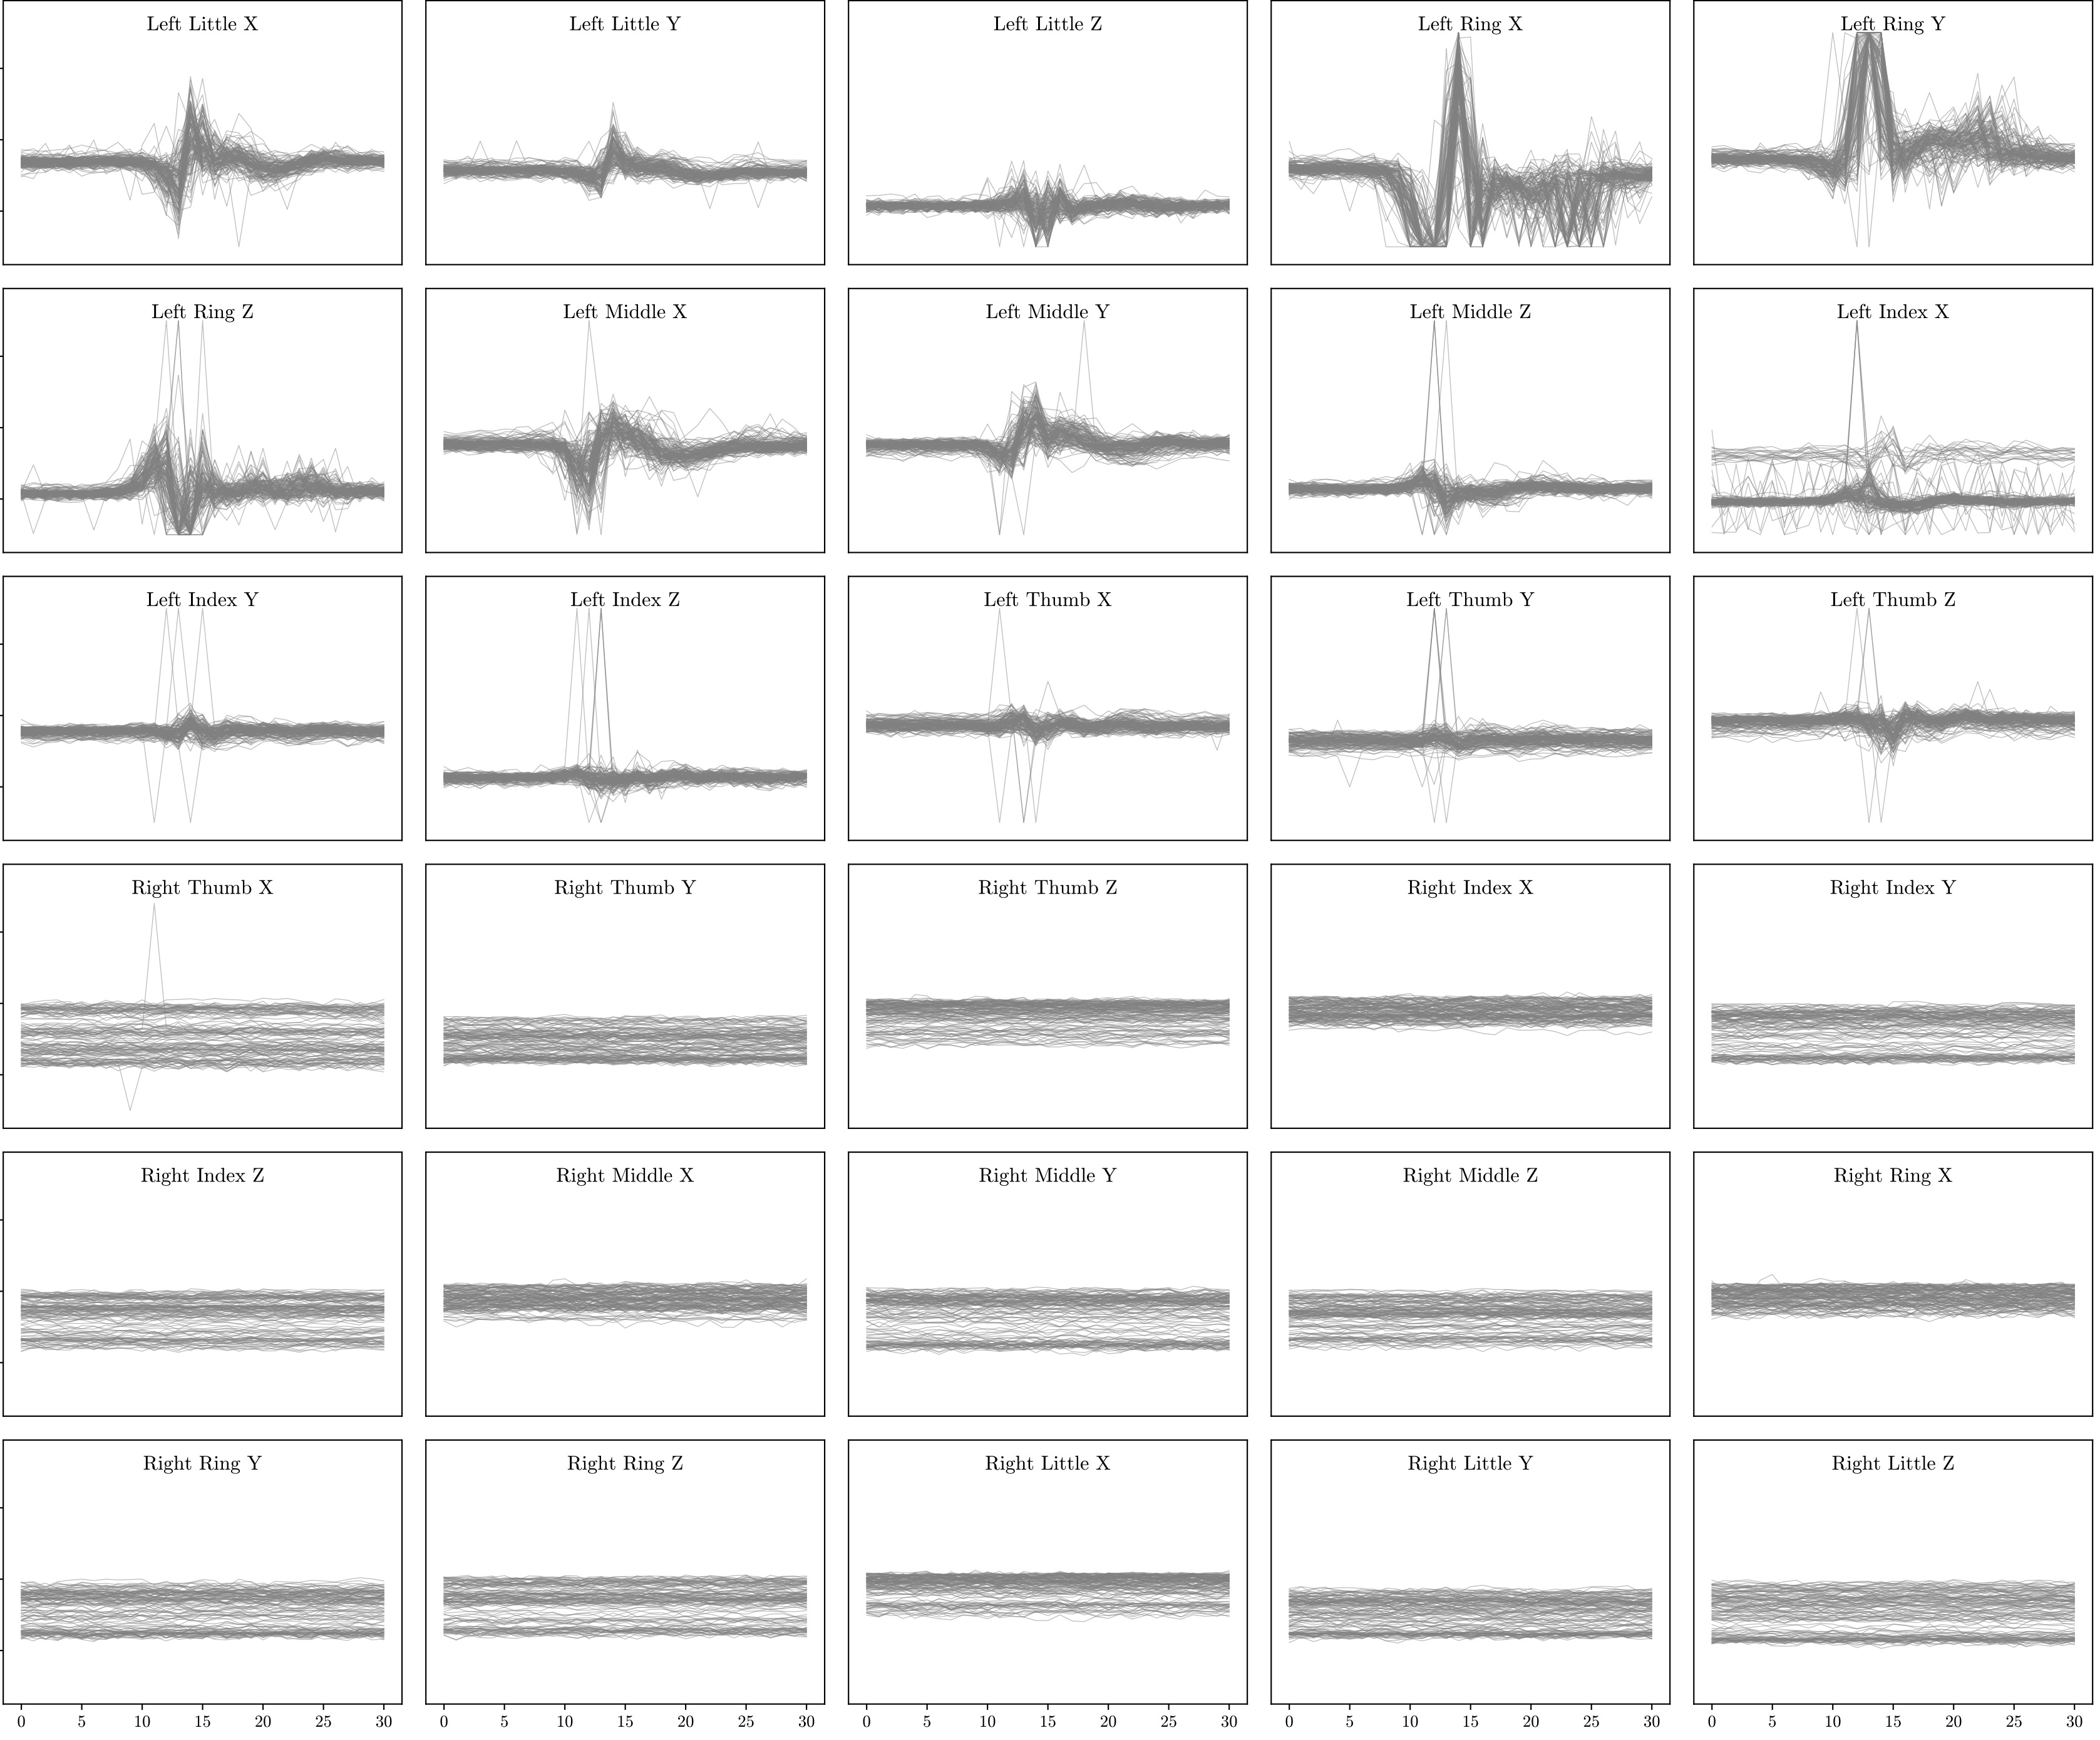 Left Little X
Left Little Y
Left Little Z
Left Ring X
Left Ring Y
Left Ring Z
Left Middle X
Left Middle Y
Left Middle Z
Left Index X
Left Index Y
Left Index Z
Left Thumb X
Left Thumb Y
Left Thumb Z
Right Thumb X
Right Thumb Y
Right Thumb Z
Right Index X
Right Index Y
Right Index Z
Right Middle X
Right Middle Y
Right Middle Z
Right Ring X
Right Ring Y
Right Ring Z
Right Little X
Right Little Y
Right Little Z
0 5 10 15 20 25 30
0 5 10 15 20 25 30
0 5 10 15 20 25 30
0 5 10 15 20 25 30
0 5 10 15 20 25 30